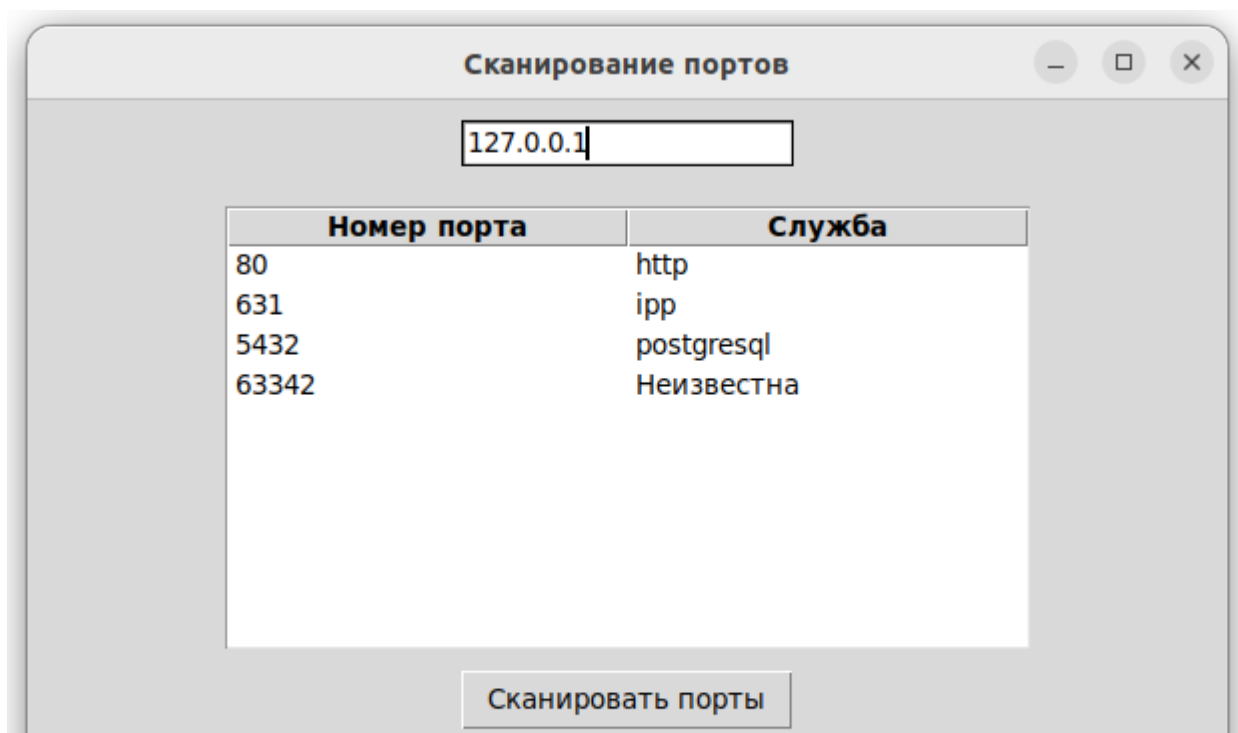 Сканирование портов
127.0.0.1
Номер порта Служба
80 http
631 ipp
5432 postgresql
63342 Неизвестна
Сканировать порты